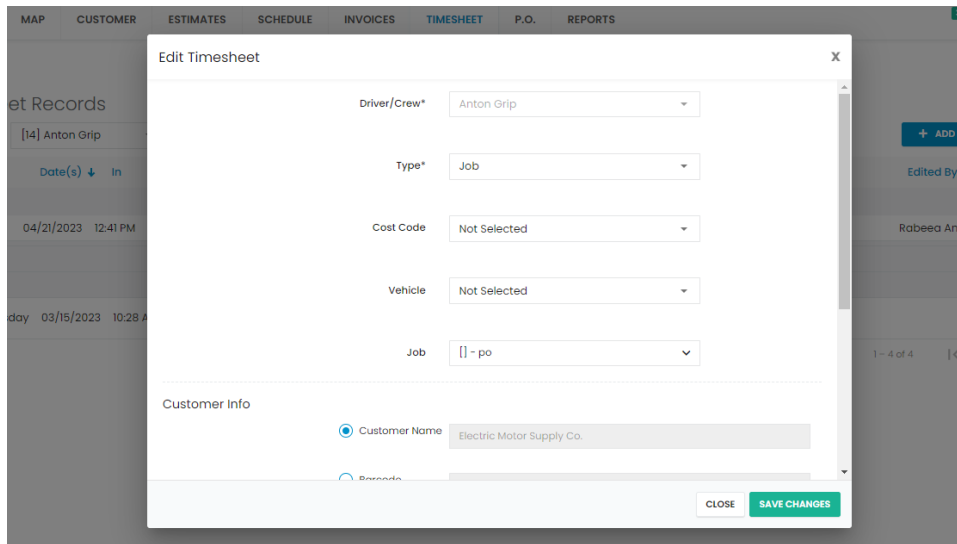 MAP CUSTOMER ESTIMATES SCHEDULE INVOICES TIMESHEET P.O. REPORTS
Edit Timesheet X
et Records
Driver/Crew* Anton Grip
[14] Anton Grip
+ ADD
Type* Job
Date(s) In
Edited By
Cost Code Not Selected
04/21/2023 12:41 PM
Rabeea An
Vehicle Not Selected
day 03/15/2023 10:28 A
Job [] - po
1 – 4 of 4
Customer Info
Customer Name Electric Motor Supply Co.
Barcode
CLOSE SAVE CHANGES